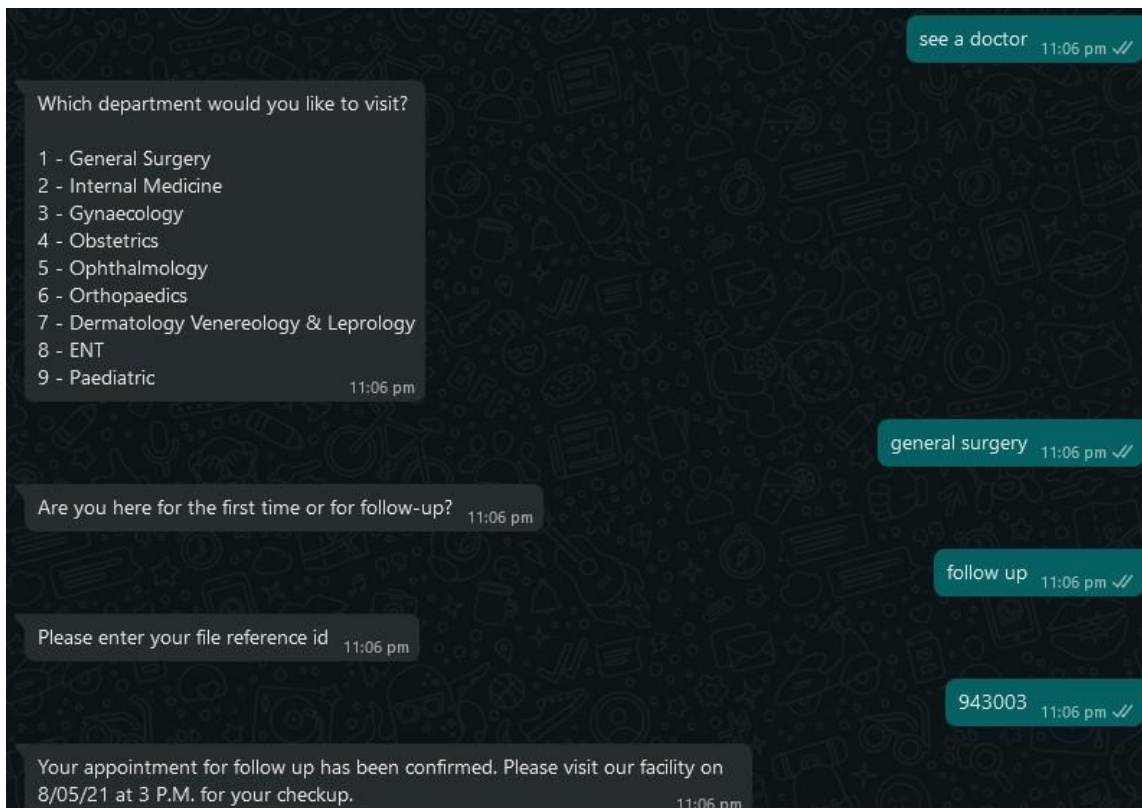 see a doctor 11:06 pm
Which department would you like to visit?
1 - General Surgery
2 - Internal Medicine
3 - Gynaecology
4 - Obstetrics
5 - Ophthalmology
6 - Orthopaedics
7 - Dermatology Venereology & Leprology
8 - ENT
9 - Paediatric
11:06 pm
general surgery 11:06 pm
Are you here for the first time or for follow-up? 11:06 pm
follow up 11:06 pm
Please enter your file reference id 11:06 pm
943003 11:06 pm
Your appointment for follow up has been confirmed. Please visit our facility on
8/05/21 at 3 P.M. for your checkup. 11:06 pm